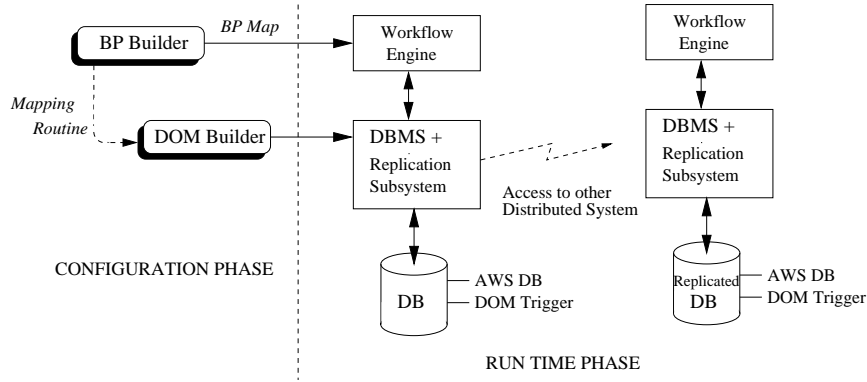 BP Builder
BP Map
Workflow
Engine
Workflow
Engine
Mapping
Routine
DOM Builder
DBMS +
Replication
Subsystem
DBMS +
Replication
Subsystem
Access to other
Distributed System
CONFIGURATION PHASE
DB
AWS DB
DOM Trigger
Replicated
DB
AWS DB
DOM Trigger
RUN TIME PHASE